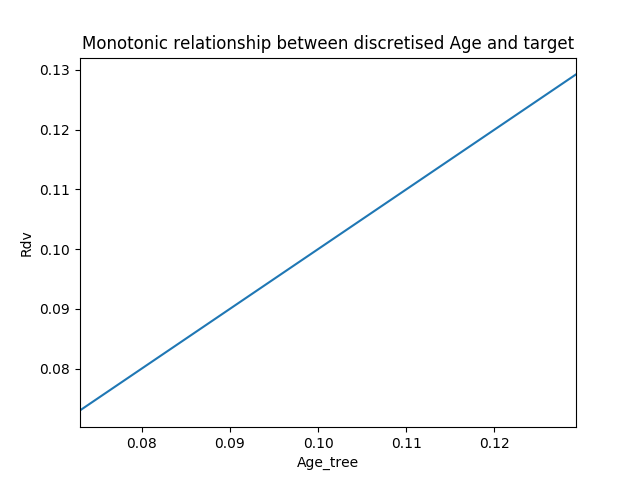 Monotonic relationship between discretised Age and target
0.13
0.12
0.11
0.10
0.09
0.08
Rdv
0.08 0.09 0.10 0.11 0.12
Age_tree